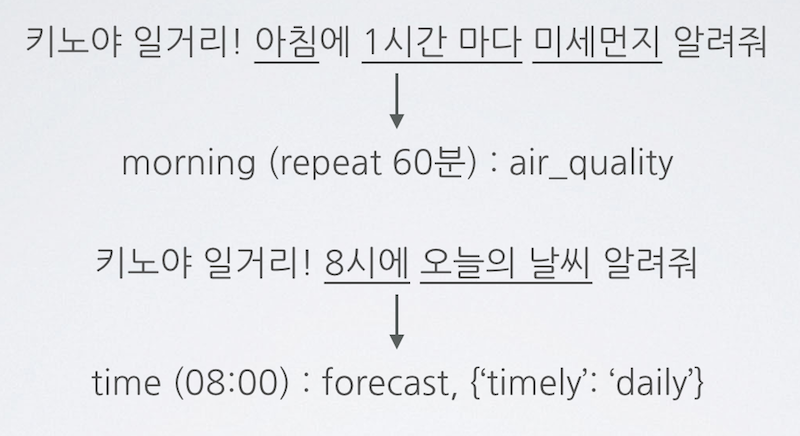 키노야 일거리! 아침에 1시간 마다 미세먼지 알려줘
morning (repeat 60분) : air_quality
키노야 일거리! 8시에 오늘의 날씨 알려줘
time (08:00) : forecast, {‘timely’: ‘daily’}